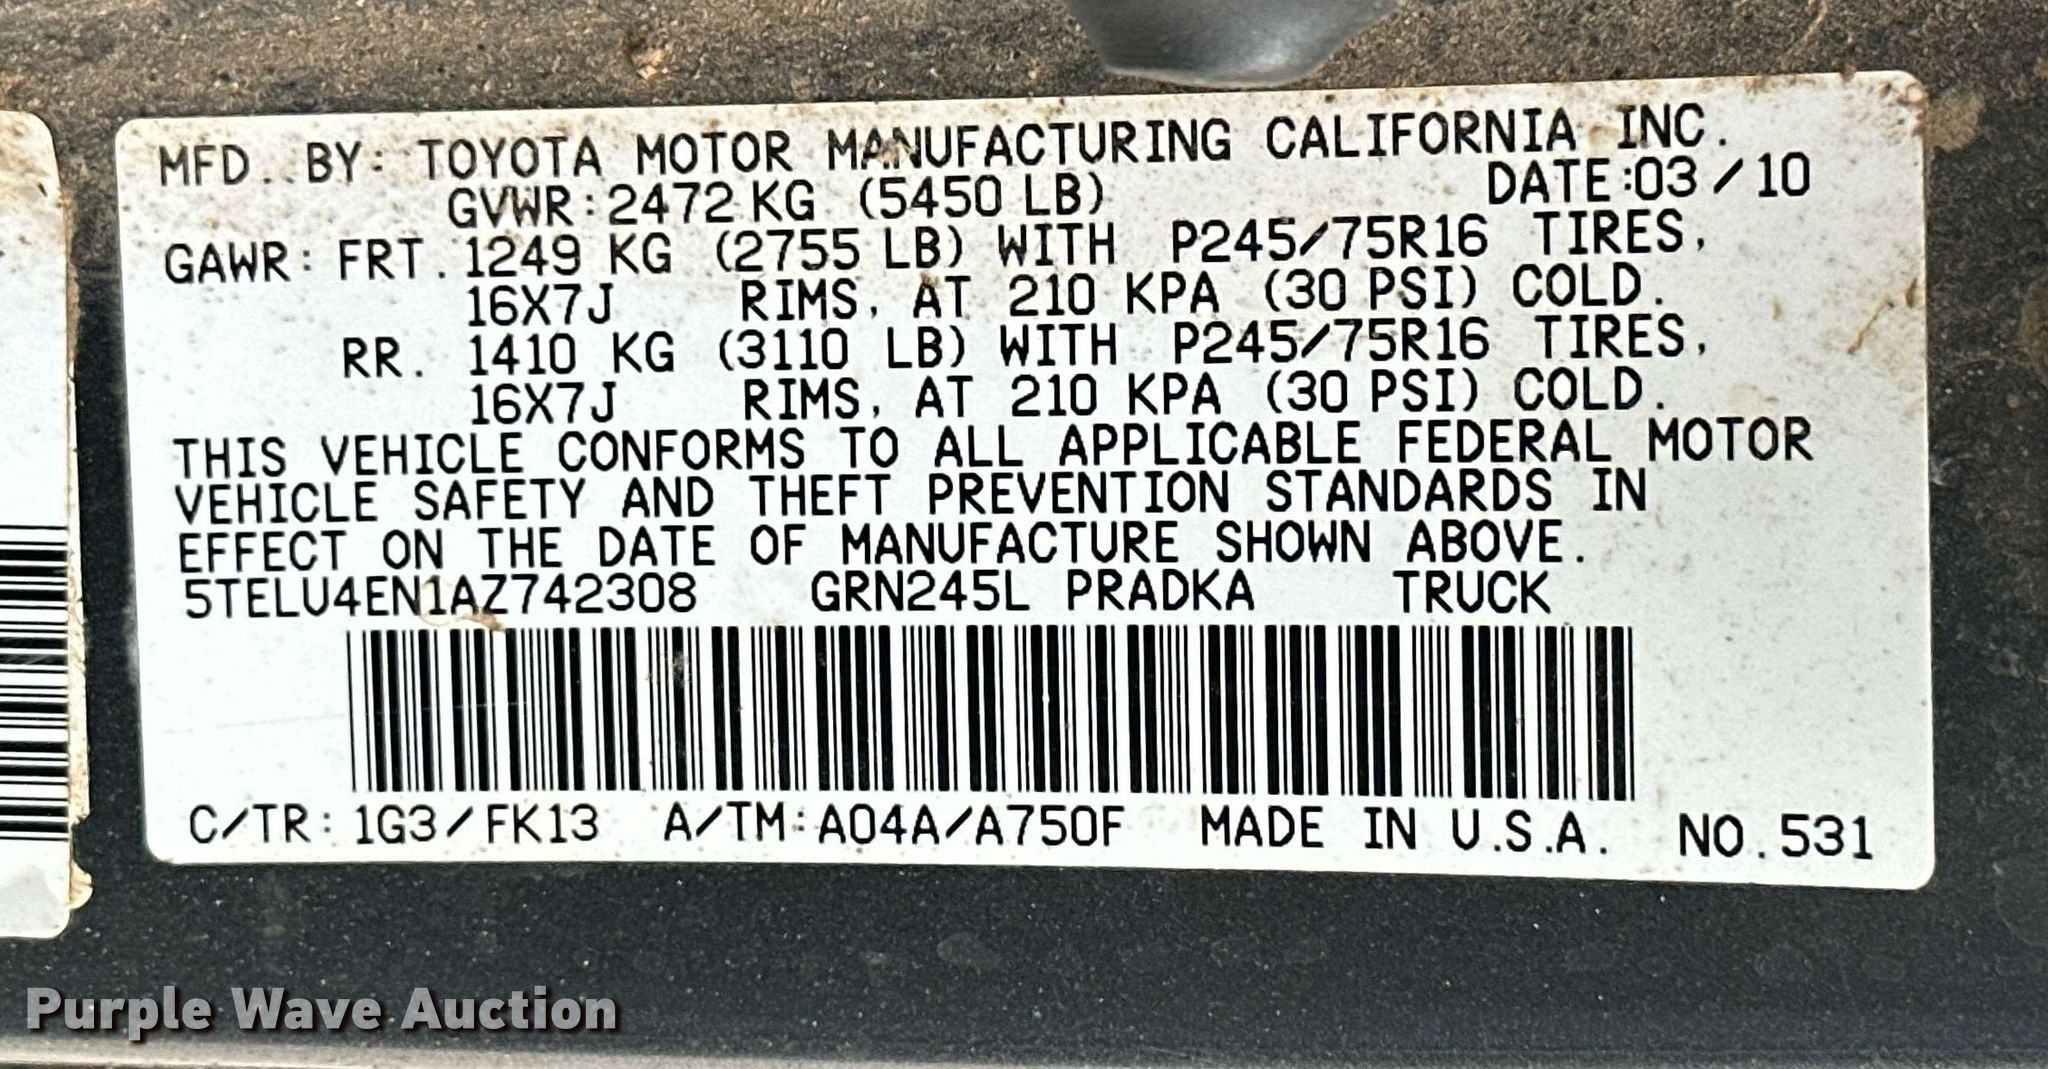 MFD. BY: TOYOTA MOTOR MANUFACTURING CALIFORNIA INC.
GVWR: 2472 KG (5450 LB) DATE:03/10
GAWR: FRT. 1249 KG (2755 LB) WITH P245/75R16 TIRES,
16X7J RIMS, AT 210 KPA (30 PSI) COLD.
RR. 1410 KG (3110 LB) WITH P245/75R16 TIRES,
16X7J RIMS, AT 210 KPA (30 PSI) COLD.
THIS VEHICLE CONFORMS TO ALL APPLICABLE FEDERAL MOTOR
VEHICLE SAFETY AND THEFT PREVENTION STANDARDS IN
EFFECT ON THE DATE OF MANUFACTURE SHOWN ABOVE.
5TELU4EN1AZ742308 GRN245L PRADKA TRUCK
C/TR: 1G3/FK13 A/TM: A04A/A750F MADE IN U.S.A. NO.531
Purple Wave Auction